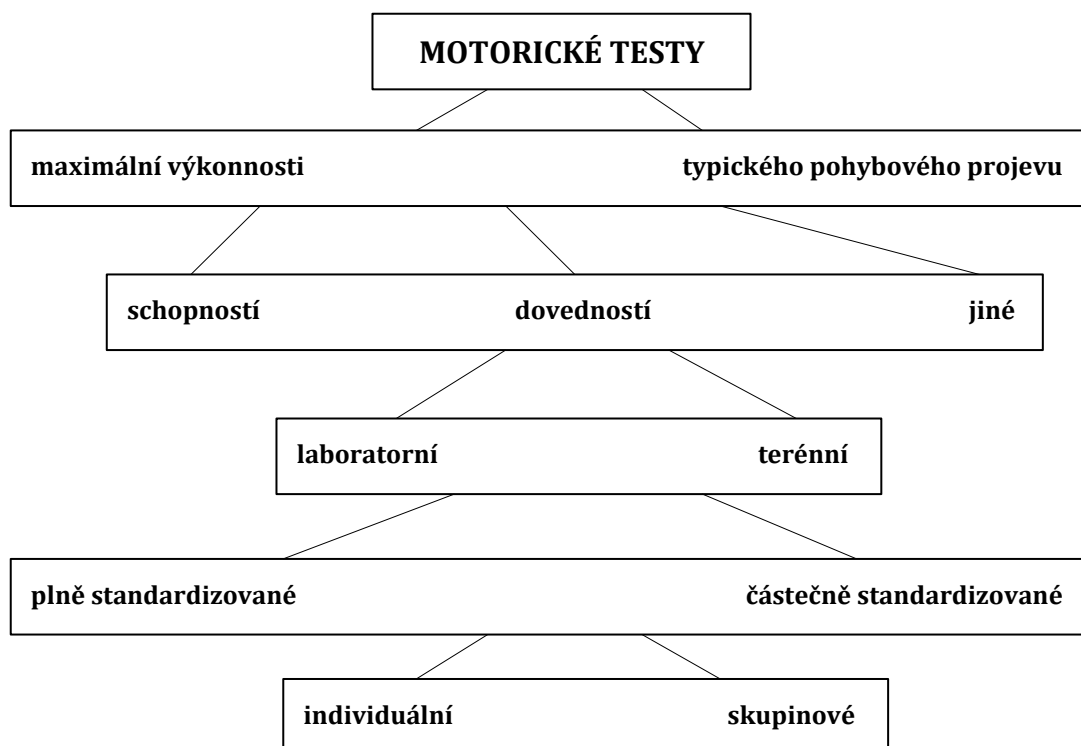 MOTORICKÉ TESTY
maximální výkonnosti typického pohybového projevu
schopností dovedností jiné
laboratorní terénní
plně standardizované částečně standardizované
individuální skupinové